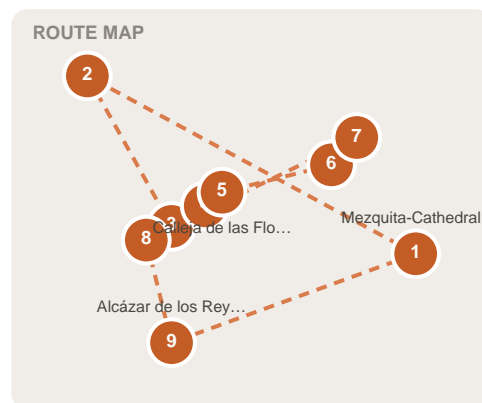 ROUTE MAP
2
7
6
5
3
Calleja de las Flo…
8
Mezquita-Cathedral
1
Alcázar de los Rey…
9